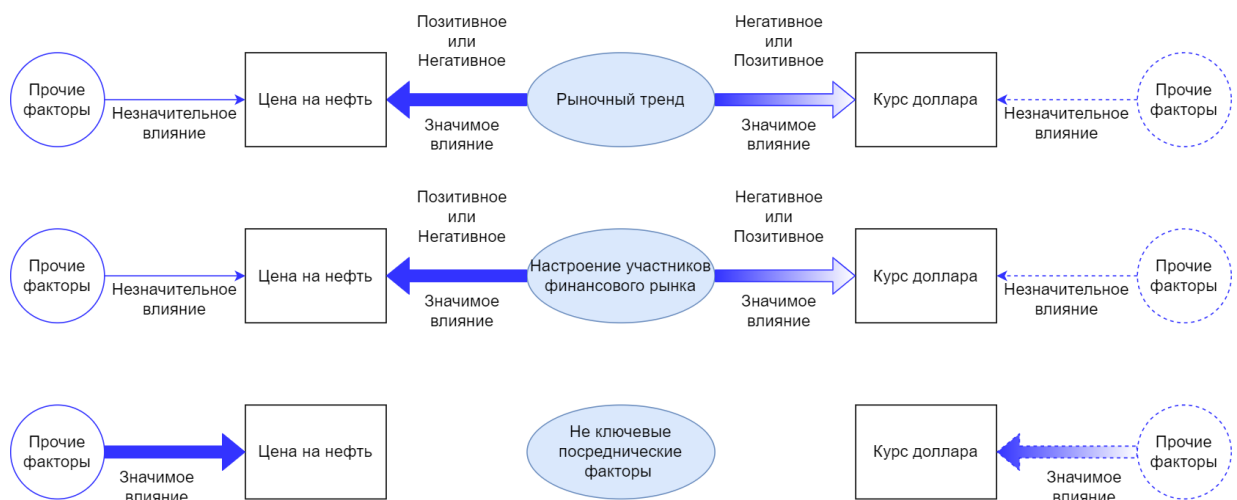 Позитивное
или
Негативное
Негативное
или
Позитивное
Прочие
факторы
Незначительное
влияние
Цена на нефть
Значимое
влияние
Рыночный тренд
Значимое
влияние
Курс доллара
Незначительное
влияние
Прочие
факторы
Позитивное
или
Негативное
Негативное
или
Позитивное
Прочие
факторы
Незначительное
влияние
Цена на нефть
Значимое
влияние
Настроение участников
финансового рынка
Значимое
влияние
Курс доллара
Незначительное
влияние
Прочие
факторы
Прочие
факторы
Значимое
влияние
Цена на нефть
Не ключевые
посреднические
факторы
Курс доллара
Значимое
влияние
Прочие
факторы